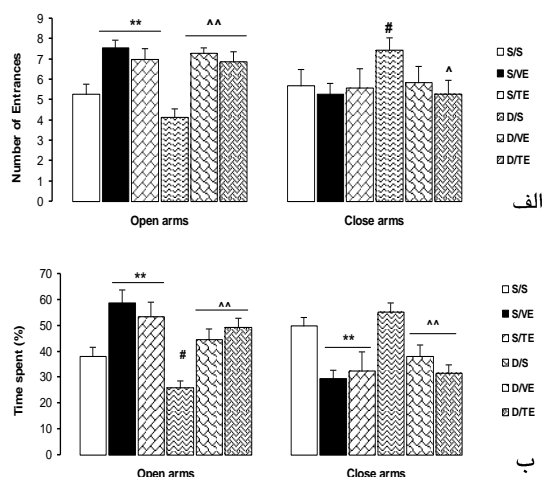 Number of Entrances
9
8
7
6
5
4
3
2
1
0
**
^^
#
^
Open arms
Close arms
S/S
S/VE
S/TE
D/S
D/VE
D/TE
الف
Time spent (%)
70
60
50
40
30
20
10
0
**
^^
#
**
^^
Open arms
Close arms
S/S
S/VE
S/TE
D/S
D/VE
D/TE
ب